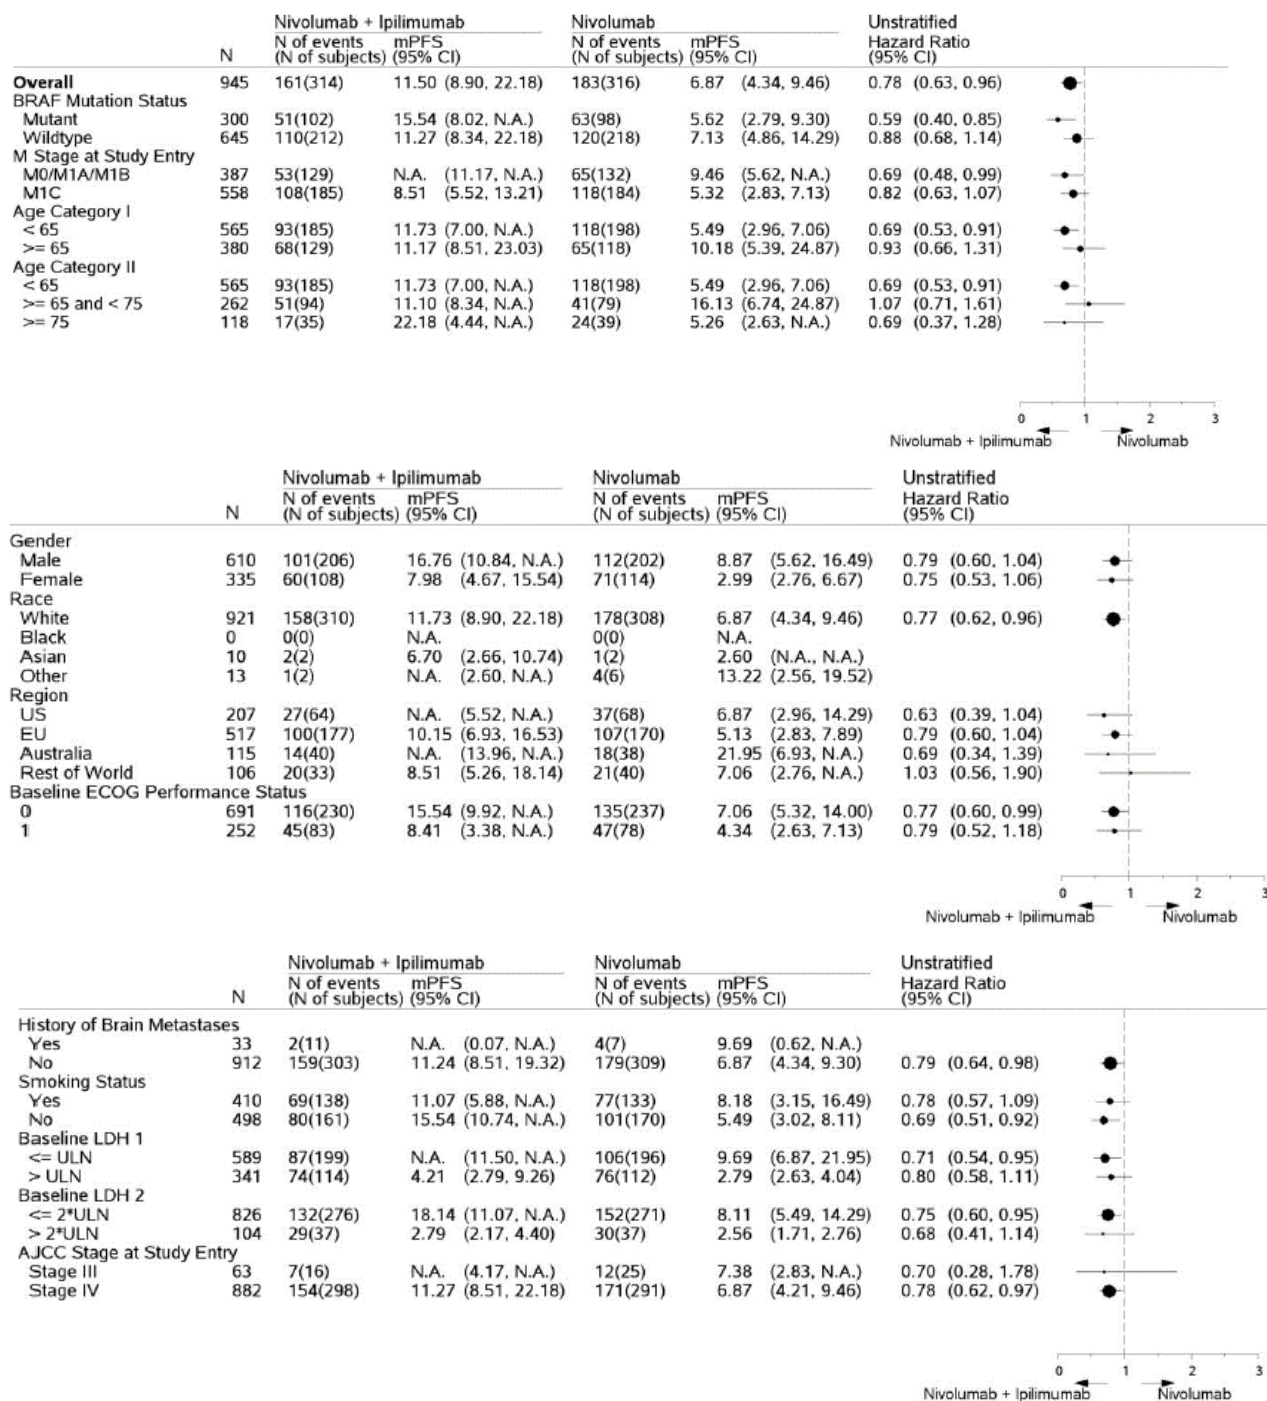 Nivolumab + Ipilimumab Nivolumab Unstratified
N of events mPFS N of events mPFS Hazard Ratio
N (N of subjects) (95% CI) (N of subjects) (95% CI) (95% CI)
Overall 945 161(314) 11.50 (8.90, 22.18) 183(316) 6.87 (4.34, 9.46) 0.78 (0.63, 0.96)
BRAF Mutation Status
Mutant 300 51(102) 15.54 (8.02, N.A.) 63(98) 5.62 (2.79, 9.30) 0.59 (0.40, 0.85)
Wildtype 645 110(212) 11.27 (8.34, 22.18) 120(218) 7.13 (4.86, 14.29) 0.88 (0.68, 1.14)
M Stage at Study Entry
M0/M1A/M1B 387 53(129) N.A. (11.17, N.A.) 65(132) 9.46 (5.62, N.A.) 0.69 (0.48, 0.99)
M1C 558 108(185) 8.51 (5.52, 13.21) 118(184) 5.32 (2.83, 7.13) 0.82 (0.63, 1.07)
Age Category I
< 65 565 93(185) 11.73 (7.00, N.A.) 118(198) 5.49 (2.96, 7.06) 0.69 (0.53, 0.91)
>= 65 380 68(129) 11.17 (8.51, 23.03) 65(118) 10.18 (5.39, 24.87) 0.93 (0.66, 1.31)
Age Category II
< 65 565 93(185) 11.73 (7.00, N.A.) 118(198) 5.49 (2.96, 7.06) 0.69 (0.53, 0.91)
>= 65 and < 75 262 51(94) 11.10 (8.34, N.A.) 41(79) 16.13 (6.74, 24.87) 1.07 (0.71, 1.61)
>= 75 118 17(35) 22.18 (4.44, N.A.) 24(39) 5.26 (2.63, N.A.) 0.69 (0.37, 1.28)
0 1 2 3
Nivolumab + Ipilimumab Nivolumab
Nivolumab + Ipilimumab Nivolumab Unstratified
N of events mPFS N of events mPFS Hazard Ratio
N (N of subjects) (95% CI) (N of subjects) (95% CI) (95% CI)
Gender
Male 610 101(206) 16.76 (10.84, N.A.) 112(202) 8.87 (5.62, 16.49) 0.79 (0.60, 1.04)
Female 335 60(108) 7.98 (4.67, 15.54) 71(114) 2.99 (2.76, 6.67) 0.75 (0.53, 1.06)
Race
White 921 158(310) 11.73 (8.90, 22.18) 178(308) 6.87 (4.34, 9.46) 0.77 (0.62, 0.96)
Black 0 0(0) N.A. 0(0) N.A.
Asian 10 2(2) 6.70 (2.66, 10.74) 1(2) 2.60 (N.A., N.A.)
Other 13 1(2) N.A. (2.60, N.A.) 4(6) 13.22 (2.56, 19.52)
Region
US 207 27(64) N.A. (5.52, N.A.) 37(68) 6.87 (2.96, 14.29) 0.63 (0.39, 1.04)
EU 517 100(177) 10.15 (6.93, 16.53) 107(170) 5.13 (2.83, 7.89) 0.79 (0.60, 1.04)
Australia 115 14(40) N.A. (13.96, N.A.) 18(38) 21.95 (6.93, N.A.) 0.69 (0.34, 1.39)
Rest of World 106 20(33) 8.51 (5.26, 18.14) 21(40) 7.06 (2.76, N.A.) 1.03 (0.56, 1.90)
Baseline ECOG Performance Status
0 691 116(230) 15.54 (9.92, N.A.) 135(237) 7.06 (5.32, 14.00) 0.77 (0.60, 0.99)
1 252 45(83) 8.41 (3.38, N.A.) 47(78) 4.34 (2.63, 7.13) 0.79 (0.52, 1.18)
0 1 2 3
Nivolumab + Ipilimumab Nivolumab
Nivolumab + Ipilimumab Nivolumab Unstratified
N of events mPFS N of events mPFS Hazard Ratio
N (N of subjects) (95% CI) (N of subjects) (95% CI) (95% CI)
History of Brain Metastases
Yes 33 2(11) N.A. (0.07, N.A.) 4(7) 9.69 (0.62, N.A.)
No 912 159(303) 11.24 (8.51, 19.32) 179(309) 6.87 (4.34, 9.30) 0.79 (0.64, 0.98)
Smoking Status
Yes 410 69(138) 11.07 (5.88, N.A.) 77(133) 8.18 (3.15, 16.49) 0.78 (0.57, 1.09)
No 498 80(161) 15.54 (10.74, N.A.) 101(170) 5.49 (3.02, 8.11) 0.69 (0.51, 0.92)
Baseline LDH 1
<= ULN 589 87(199) N.A. (11.50, N.A.) 106(196) 9.69 (6.87, 21.95) 0.71 (0.54, 0.95)
> ULN 341 74(114) 4.21 (2.79, 9.26) 76(112) 2.79 (2.63, 4.04) 0.80 (0.58, 1.11)
Baseline LDH 2
<= 2*ULN 826 132(276) 18.14 (11.07, N.A.) 152(271) 8.11 (5.49, 14.29) 0.75 (0.60, 0.95)
> 2*ULN 104 29(37) 2.79 (2.17, 4.40) 30(37) 2.56 (1.71, 2.76) 0.68 (0.41, 1.14)
AJCC Stage at Study Entry
Stage III 63 7(16) N.A. (4.17, N.A.) 12(25) 7.38 (2.83, N.A.) 0.70 (0.28, 1.78)
Stage IV 882 154(298) 11.27 (8.51, 22.18) 171(291) 6.87 (4.21, 9.46) 0.78 (0.62, 0.97)
0 1 2 3
Nivolumab + Ipilimumab Nivolumab